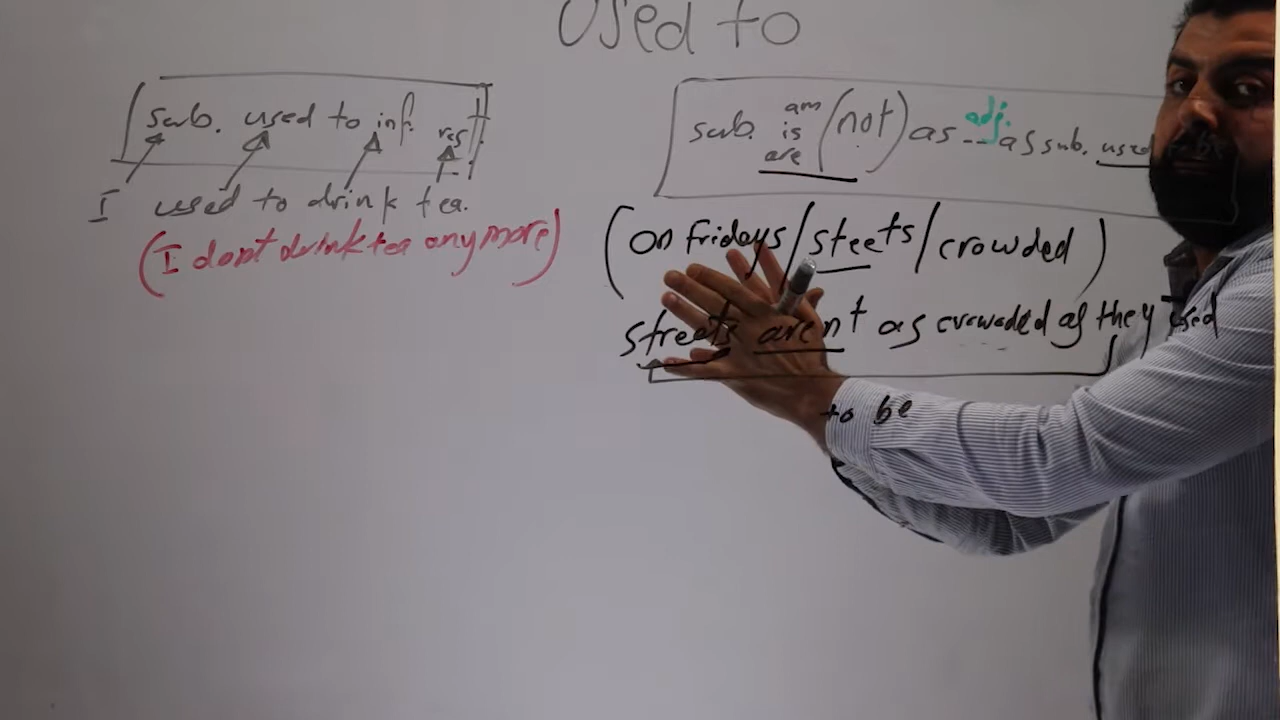 Used to
sub. used to inf. rest
I used to drink tea.
(I dont drink tea anymore)
am
sub. is (not) as -- as sub. used
are
adj.
(on fridays/steets/crowded)
streets arent as crowded as they used
to be